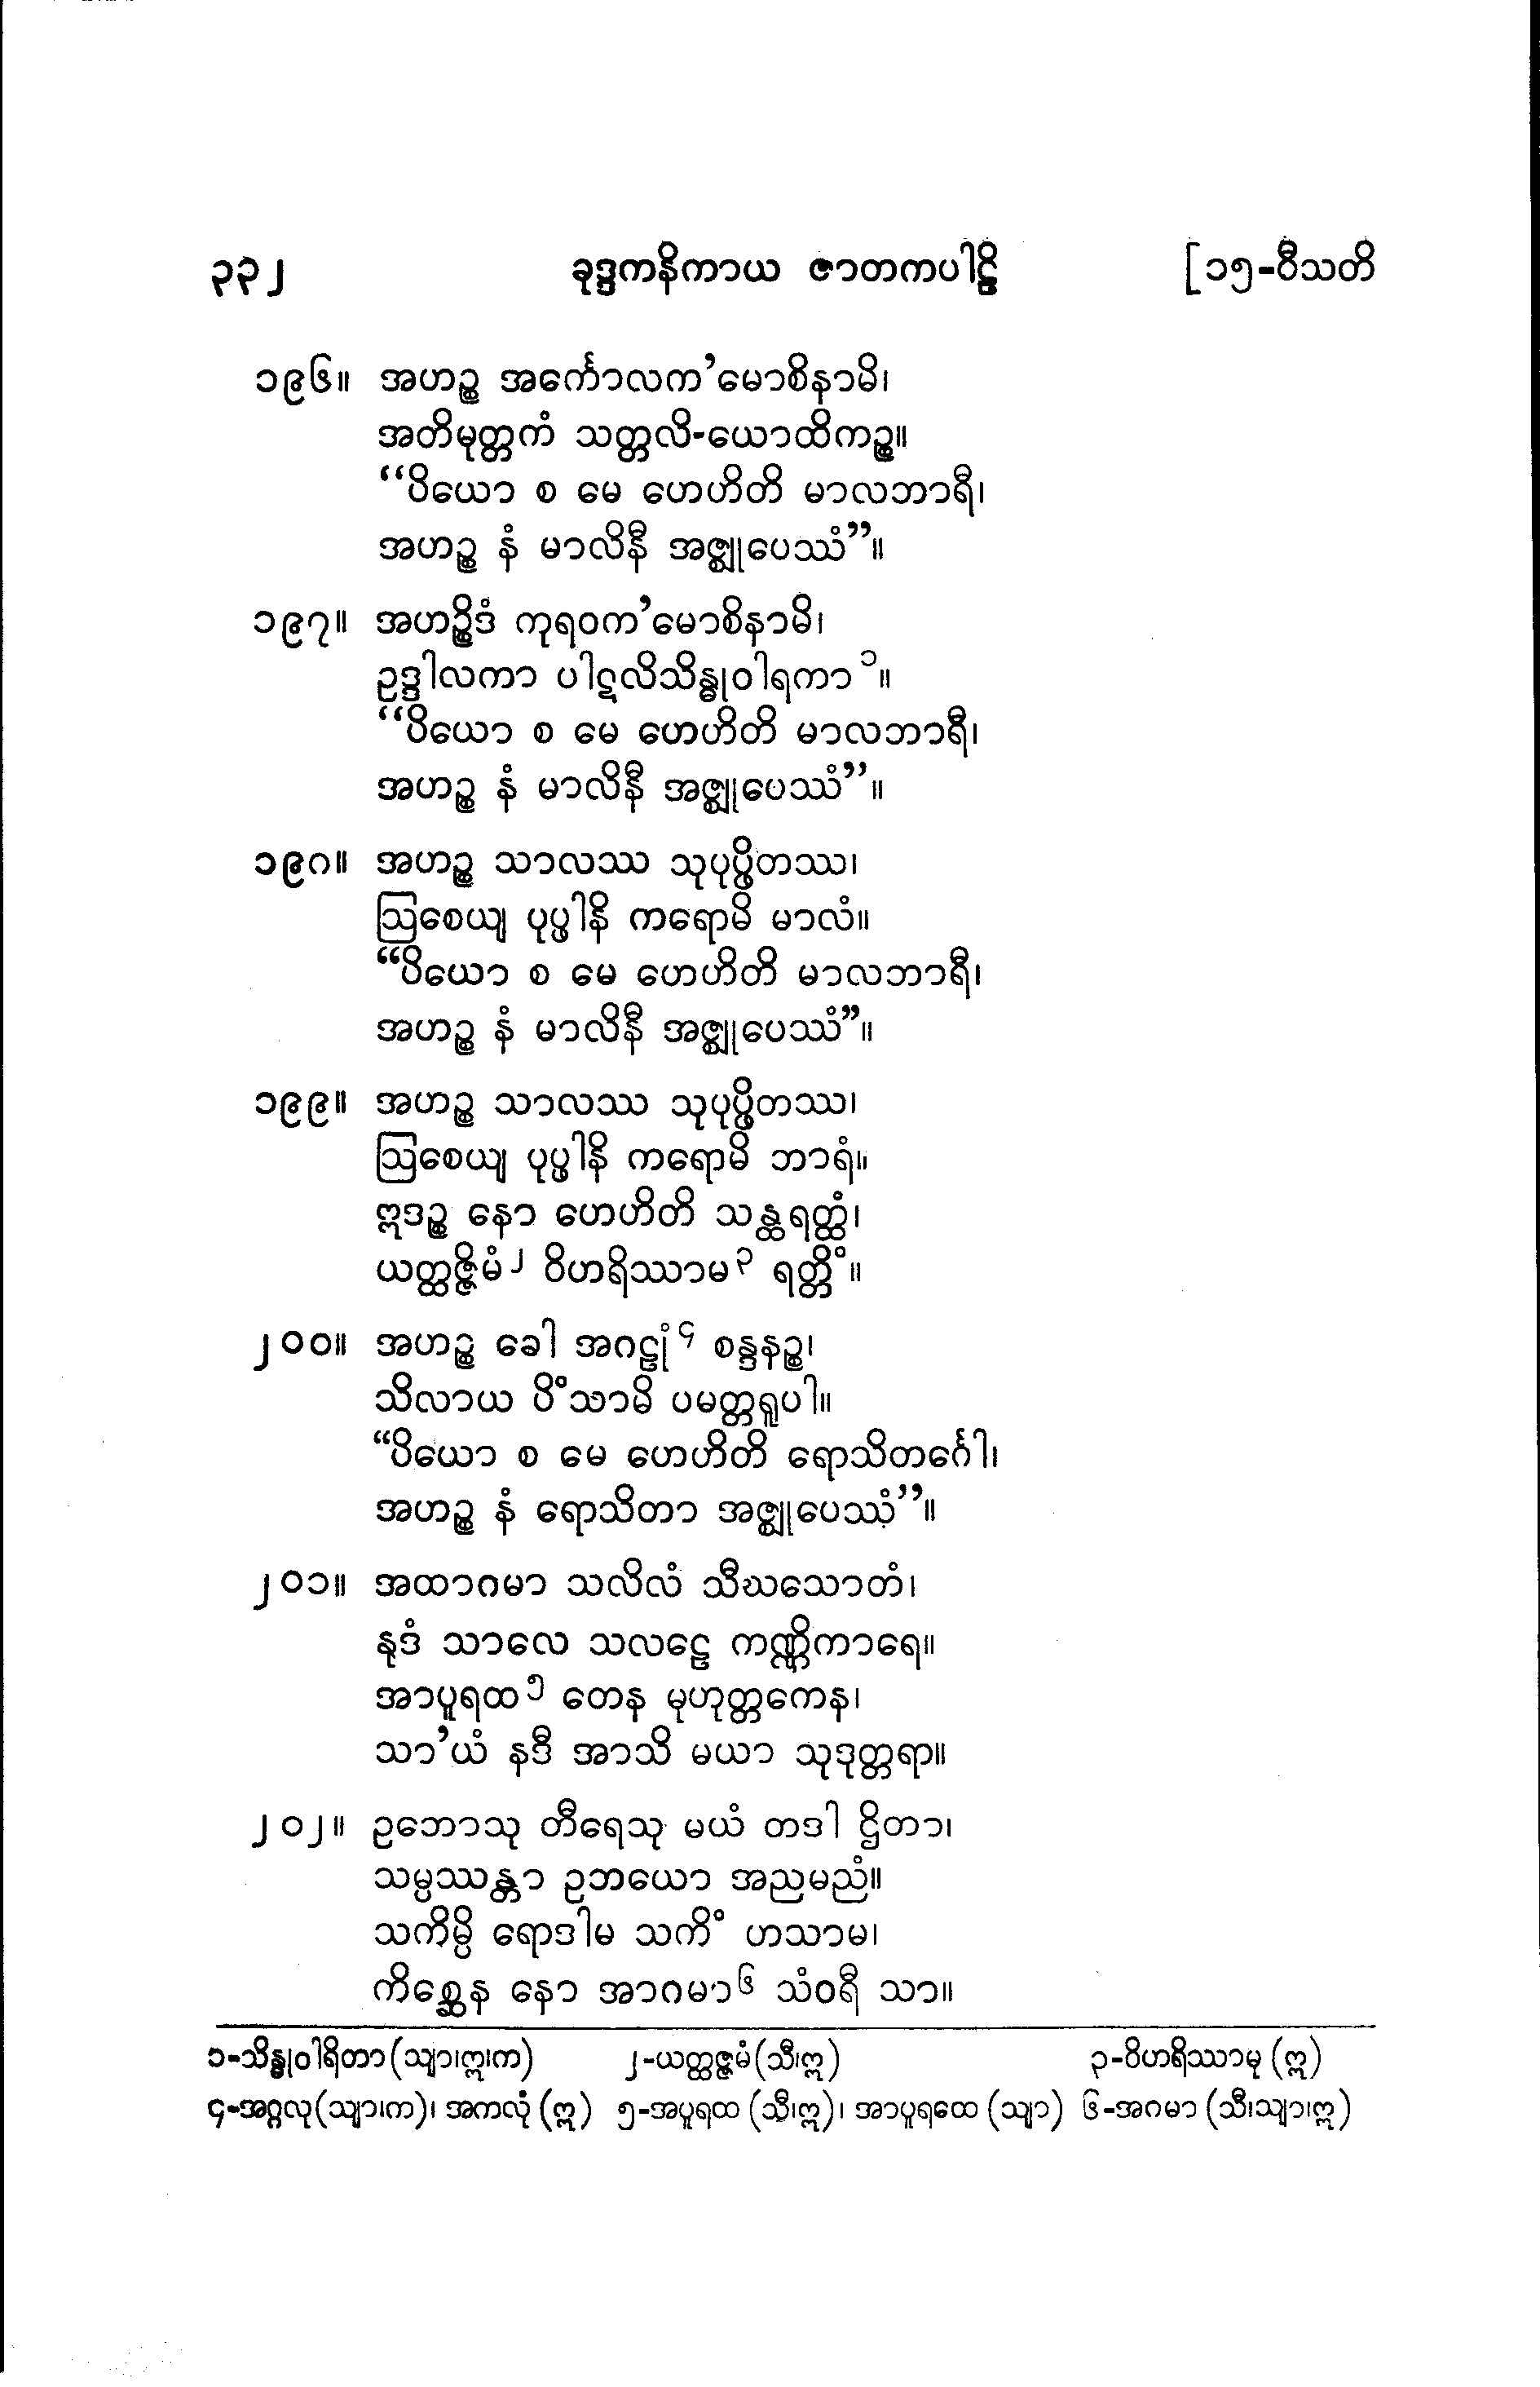 ၃၃၂ ခုဒ္ဒကနိကာယ ဇာတကပါဠိ [၁၅-ဝီသတိ
၁၉၆။ အဟဉ္စ အင်္ကောလက’မောစိနာမိ၊
အတိမုတ္တကံ သတ္တလိ-ယောထိကဉ္စ။
“ပိယော စ မေ ဟေဟိတိ မာလဘာရီ၊
အဟဉ္စ နံ မာလိနီ အဇ္ဈုပေဿံ”။
၁၉၇။ အဟဉ္စိဒံ ကုရဝက’မောစိနာမိ၊
ဥဒ္ဒါလကာ ပါဋလိသိန္ဓုဝါရကာ ၁။
“ပိယော စ မေ ဟေဟိတိ မာလဘာရီ၊
အဟဉ္စ နံ မာလိနီ အဇ္ဈုပေဿံ”။
၁၉၈။ အဟဉ္စ သာလဿ သုပုပ္ဖိတဿ၊
ဩစေယျ ပုပ္ဖါနိ ကရောမိ မာလံ။
“ပိယော စ မေ ဟေဟိတိ မာလဘာရီ၊
အဟဉ္စ နံ မာလိနီ အဇ္ဈုပေဿံ”။
၁၉၉။ အဟဉ္စ သာလဿ သုပုပ္ဖိတဿ၊
ဩစေယျ ပုပ္ဖါနိ ကရောမိ ဘာရံ။
ဣဒဉ္စ နော ဟေဟိတိ သန္ထရတ္ထံ၊
ယတ္ထဇ္ဇိမံ ၂ ဝိဟရိဿာမ ၃ ရတ္တိံ။
၂၀၀။ အဟဉ္စ ခေါ အဂဠုံ ၄ စန္ဒနဉ္စ၊
သိလာယ ပိံသာမိ ပမတ္တရူပါ။
“ပိယော စ မေ ဟေဟိတိ ရောသိတင်္ဂေါ၊
အဟဉ္စ နံ ရောသိတာ အဇ္ဈုပေဿံ”။
၂၀၁။ အထာဂမာ သလိလံ သီဃသောတံ၊
နုဒံ သာလေ သလဠေ ကဏ္ဏိကာရေ။
အာပူရထ ၅ တေန မုဟုတ္တကေန၊
သာ’ယံ နဒီ အာသိ မယာ သုဒုတ္တရာ။
၂၀၂။ ဥဘောသု တီရေသု မယံ တဒါ ဌိတာ၊
သမ္ပဿန္တာ ဥဘယော အညမညံ။
သကိမ္ပိ ရောဒါမ သကိံ ဟသာမ၊
ကိစ္ဆေန နော အာဂမာ ၆ သံဝရီ သာ။
၁-သိန္ဓုဝါရိတာ (သျာ၊ဣ၊က) ၂-ယတ္ထဇ္ဇမံ (သီ၊ဣ) ၃-ဝိဟရိဿာမု (ဣ)
၄-အဂ္ဂလု (သျာ၊က)၊ အကလုံ (ဣ) ၅-အပူရထ (သီ၊ဣ)၊ အာပူရထေ (သျာ) ၆-အဂမာ (သီ၊သျာ၊ဣ)